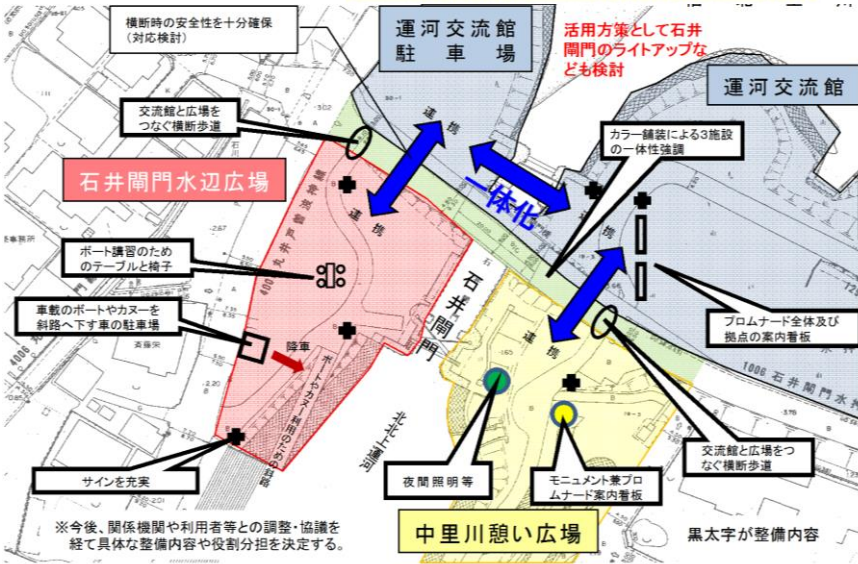 横断時の安全性を十分確保
（対応検討）
運河交流館
駐車場
活用方策として石井
閘門のライトアップな
ども検討
運河交流館
交流館と広場を
つなぐ横断歩道
カラー舗装による3施設
の一体性強調
石井閘門水辺広場
連携
連携
一体化
連携
連携
ボート講習のため
のテーブルと椅子
石井閘門
車載のボートやカヌーを
斜路へ下す車の駐車場
降車
プロムナード全体及び
拠点の案内看板
ボートやカヌー利用のための斜路
北北上運河
1006 石井閘門水
斉藤栄
サインを充実
夜間照明等
モニュメント兼プロ
ムナード案内看板
交流館と広場をつ
なぐ横断歩道
※今後、関係機関や利用者等との調整・協議を
経て具体な整備内容や役割分担を決定する。
中里川憩い広場
黒太字が整備内容